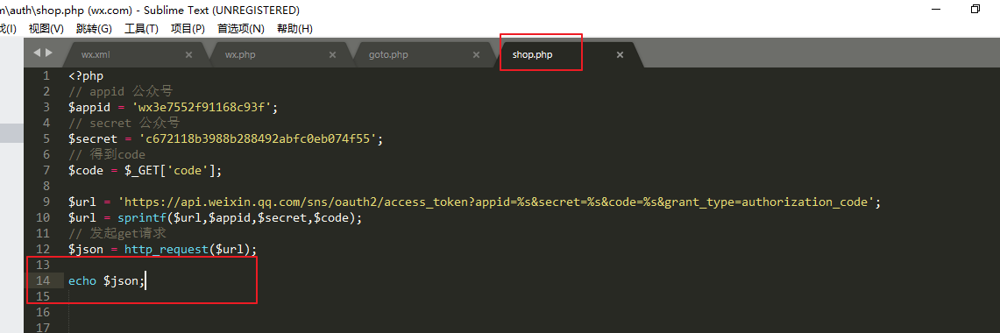 m\auth\shop.php (wx.com) - Sublime Text (UNREGISTERED)
找(I) 视图(V) 跳转(G) 工具(T) 项目(P) 首选项(N) 帮助(H)
wx.xml wx.php goto.php shop.php
1 <?php
2 // appid 公众号
3 $appid = 'wx3e7552f91168c93f';
4 // secret 公众号
5 $secret = 'c672118b3988b288492abfc0eb074f55';
6 // 得到code
7 $code = $_GET['code'];
8
9 $url = 'https://api.weixin.qq.com/sns/oauth2/access_token?appid=%s&secret=%s&code=%s&grant_type=authorization_code';
10 $url = sprintf($url,$appid,$secret,$code);
11 // 发起get请求
12 $json = http_request($url);
13
14 echo $json;
15
16
17